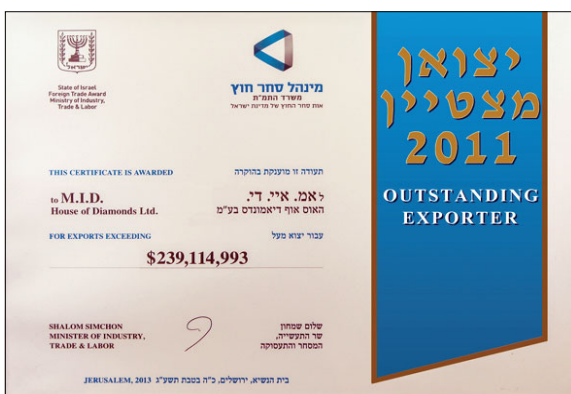 State of Israel
Foreign Trade Award
Ministry of Industry,
Trade & Labor
מינהל סחר חוץ
משרד התמ"ת
אות סחר החוץ של מדינת ישראל
יצואן
מצטיין
2011
OUTSTANDING
EXPORTER
THIS CERTIFICATE IS AWARDED
תעודה זו מוענקת בהוקרה
to M.I.D.
House of Diamonds Ltd.
לאמ. איי. די.
האוס אוף דיאמונדס בע"מ
FOR EXPORTS EXCEEDING
עבור יצוא מעל
$239,114,993
SHALOM SIMCHON
MINISTER OF INDUSTRY,
TRADE & LABOR
שלום שמחון
שר התעשייה,
המסחר והתעסוקה
בית הנשיא, ירושלים, כ"ה בטבת תשע"ג JERUSALEM, 2013